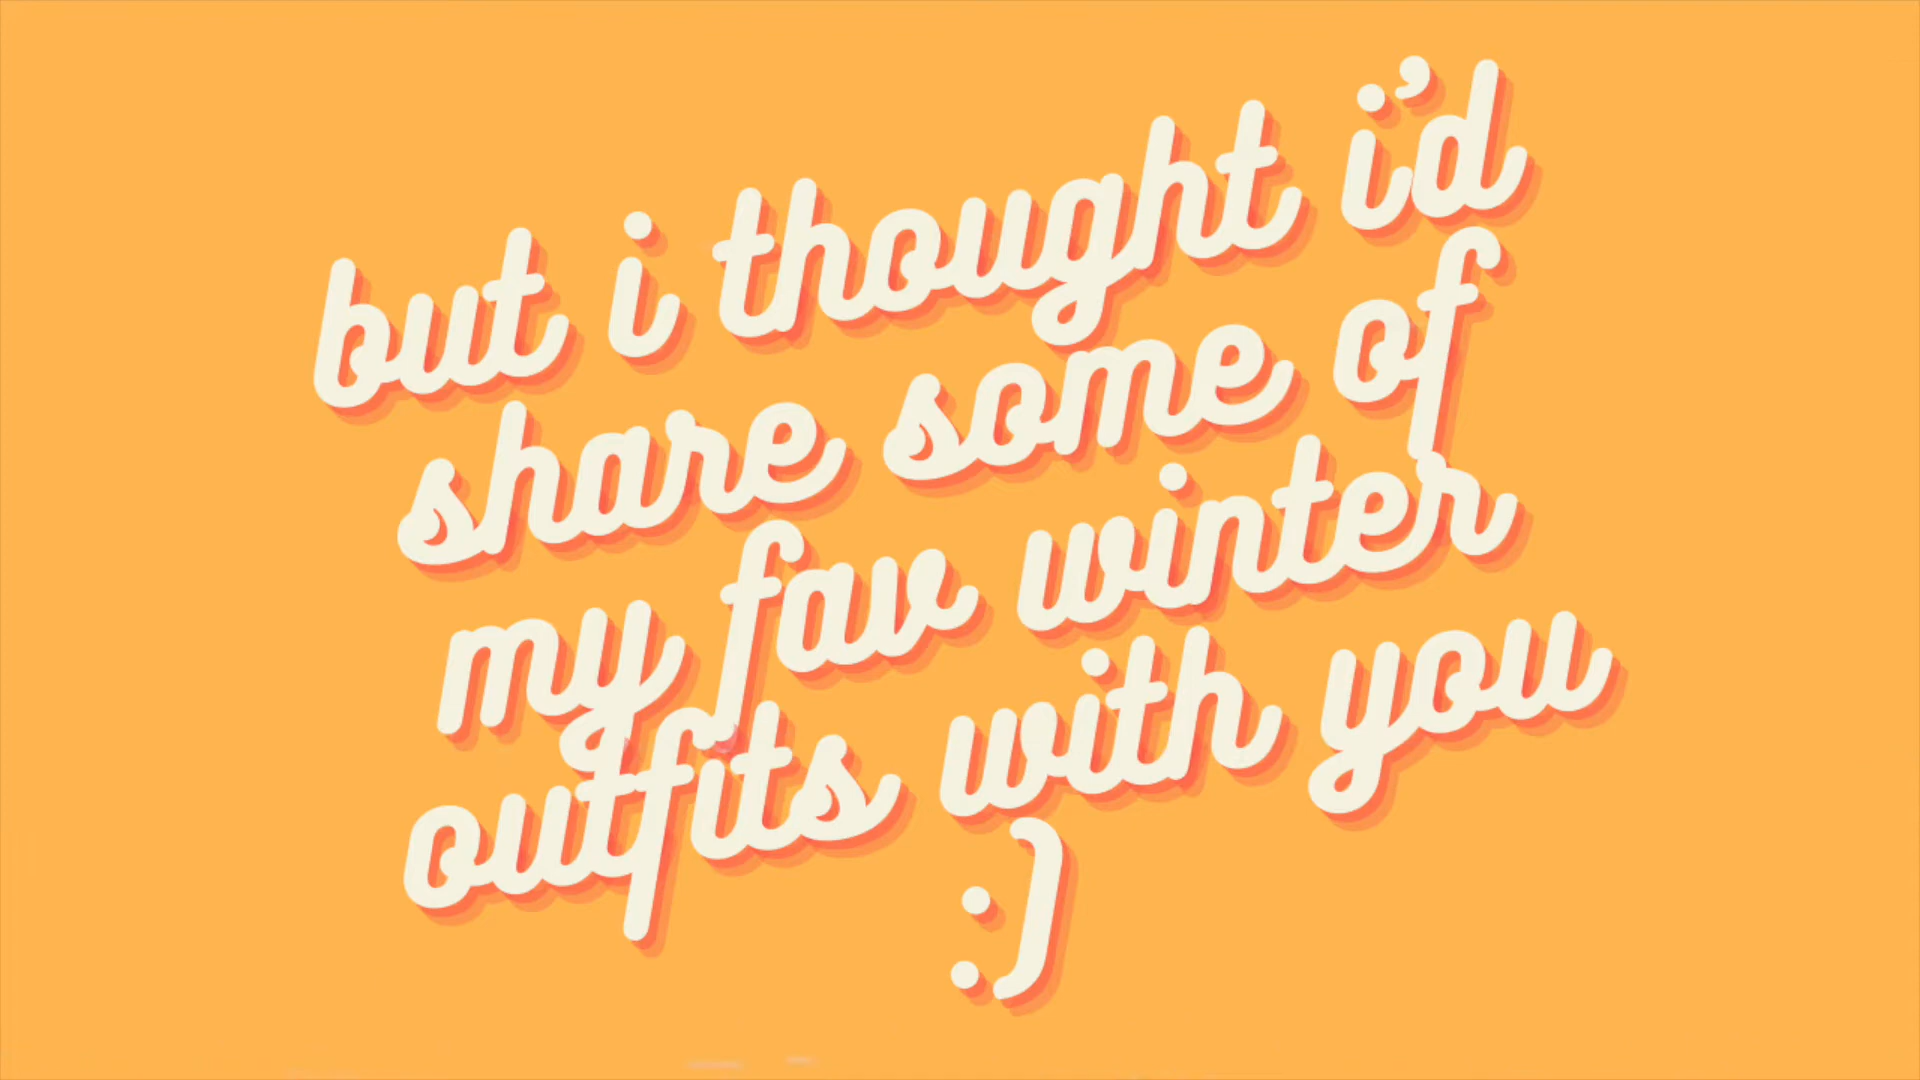 but i thought i'd
share some of
my fav winter
outfits with you
:)